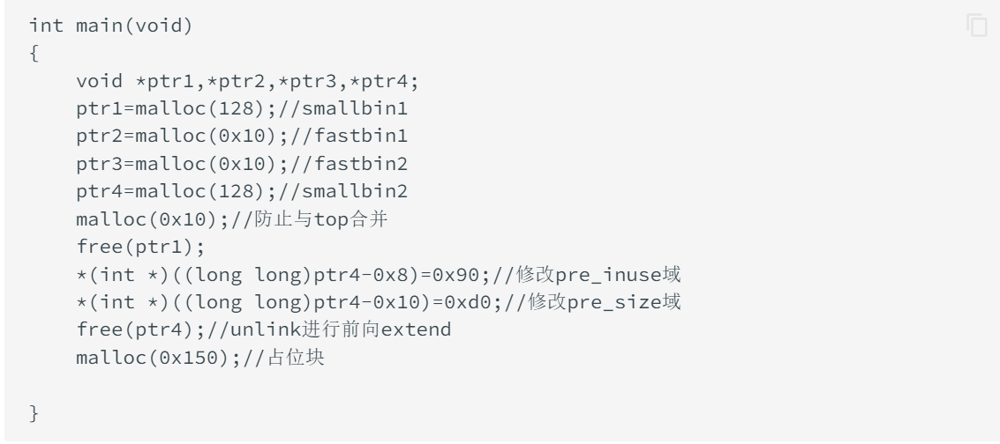 int main(void)
{
    void *ptr1,*ptr2,*ptr3,*ptr4;
    ptr1=malloc(128);//smallbin1
    ptr2=malloc(0x10);//fastbin1
    ptr3=malloc(0x10);//fastbin2
    ptr4=malloc(128);//smallbin2
    malloc(0x10);//防止与top合并
    free(ptr1);
    *(int *)((long long)ptr4-0x8)=0x90;//修改pre_inuse域
    *(int *)((long long)ptr4-0x10)=0xd0;//修改pre_size域
    free(ptr4);//unlink进行前向extend
    malloc(0x150);//占位块
}